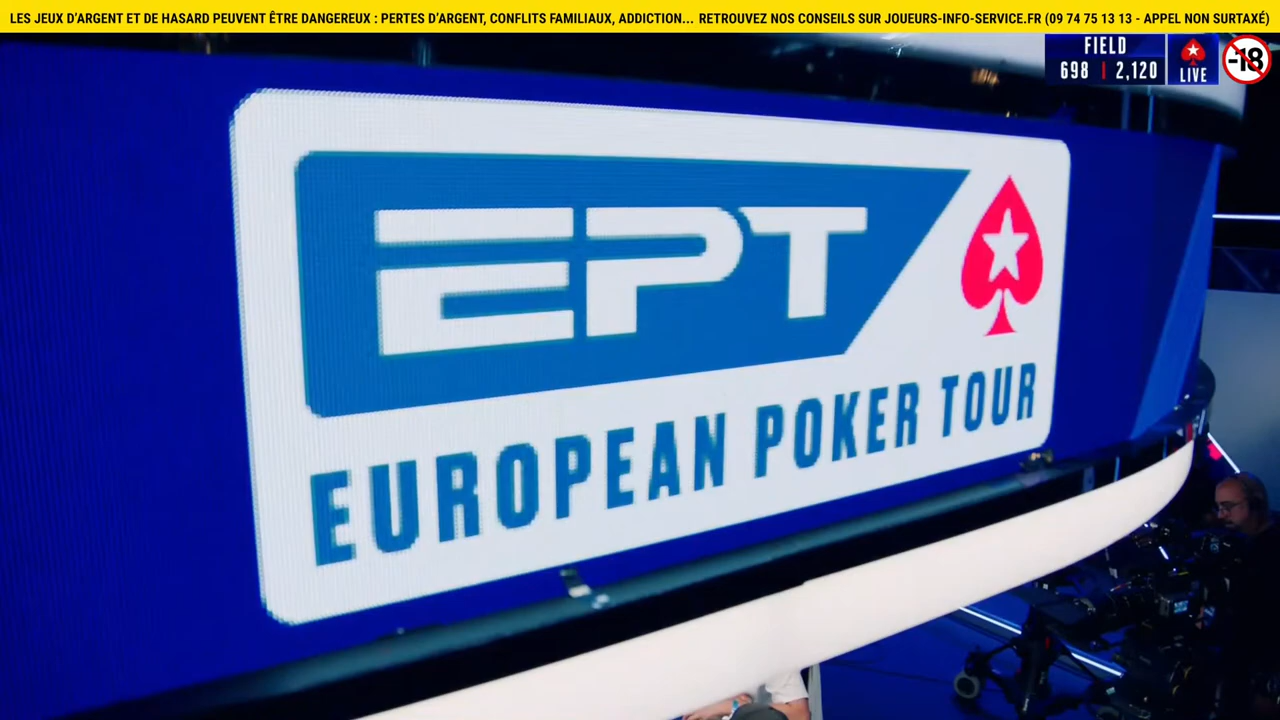 LES JEUX D'ARGENT ET DE HASARD PEUVENT ÊTRE DANGEREUX : PERTES D'ARGENT, CONFLITS FAMILIAUX, ADDICTION... RETROUVEZ NOS CONSEILS SUR JOUEURS-INFO-SERVICE.FR (09 74 75 13 13 - APPEL NON SURTAXÉ)
FIELD
698 | 2,120
LIVE
-18
EPT
EUROPEAN POKER TOUR